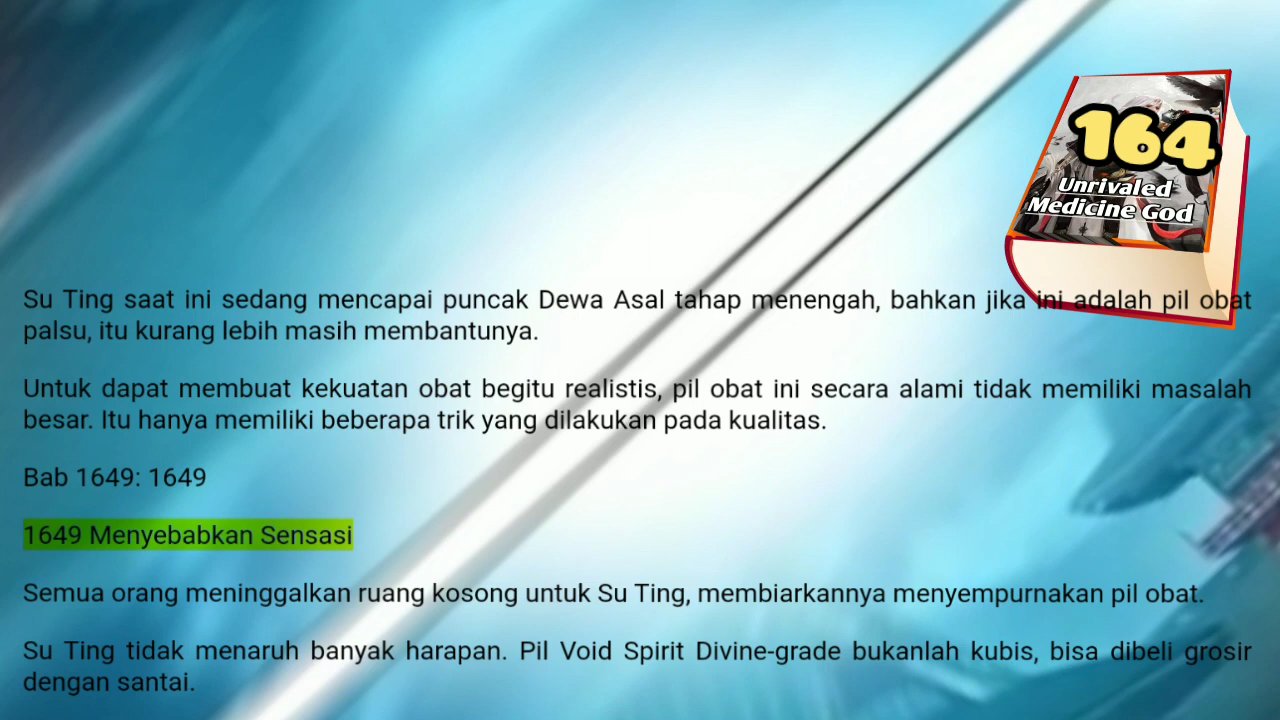 164
Unrivaled
Medicine God
Su Ting saat ini sedang mencapai puncak Dewa Asal tahap menengah, bahkan jika ini adalah pil obat
palsu, itu kurang lebih masih membantunya.
Untuk dapat membuat kekuatan obat begitu realistis, pil obat ini secara alami tidak memiliki masalah
besar. Itu hanya memiliki beberapa trik yang dilakukan pada kualitas.
Bab 1649: 1649
1649 Menyebabkan Sensasi
Semua orang meninggalkan ruang kosong untuk Su Ting, membiarkannya menyempurnakan pil obat.
Su Ting tidak menaruh banyak harapan. Pil Void Spirit Divine-grade bukanlah kubis, bisa dibeli grosir
dengan santai.